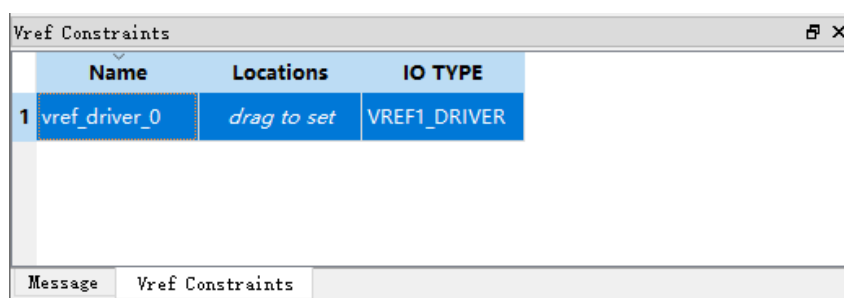 Vref Constraints
Name Locations IO TYPE
1 vref_driver_0 drag to set VREF1_DRIVER
Message Vref Constraints